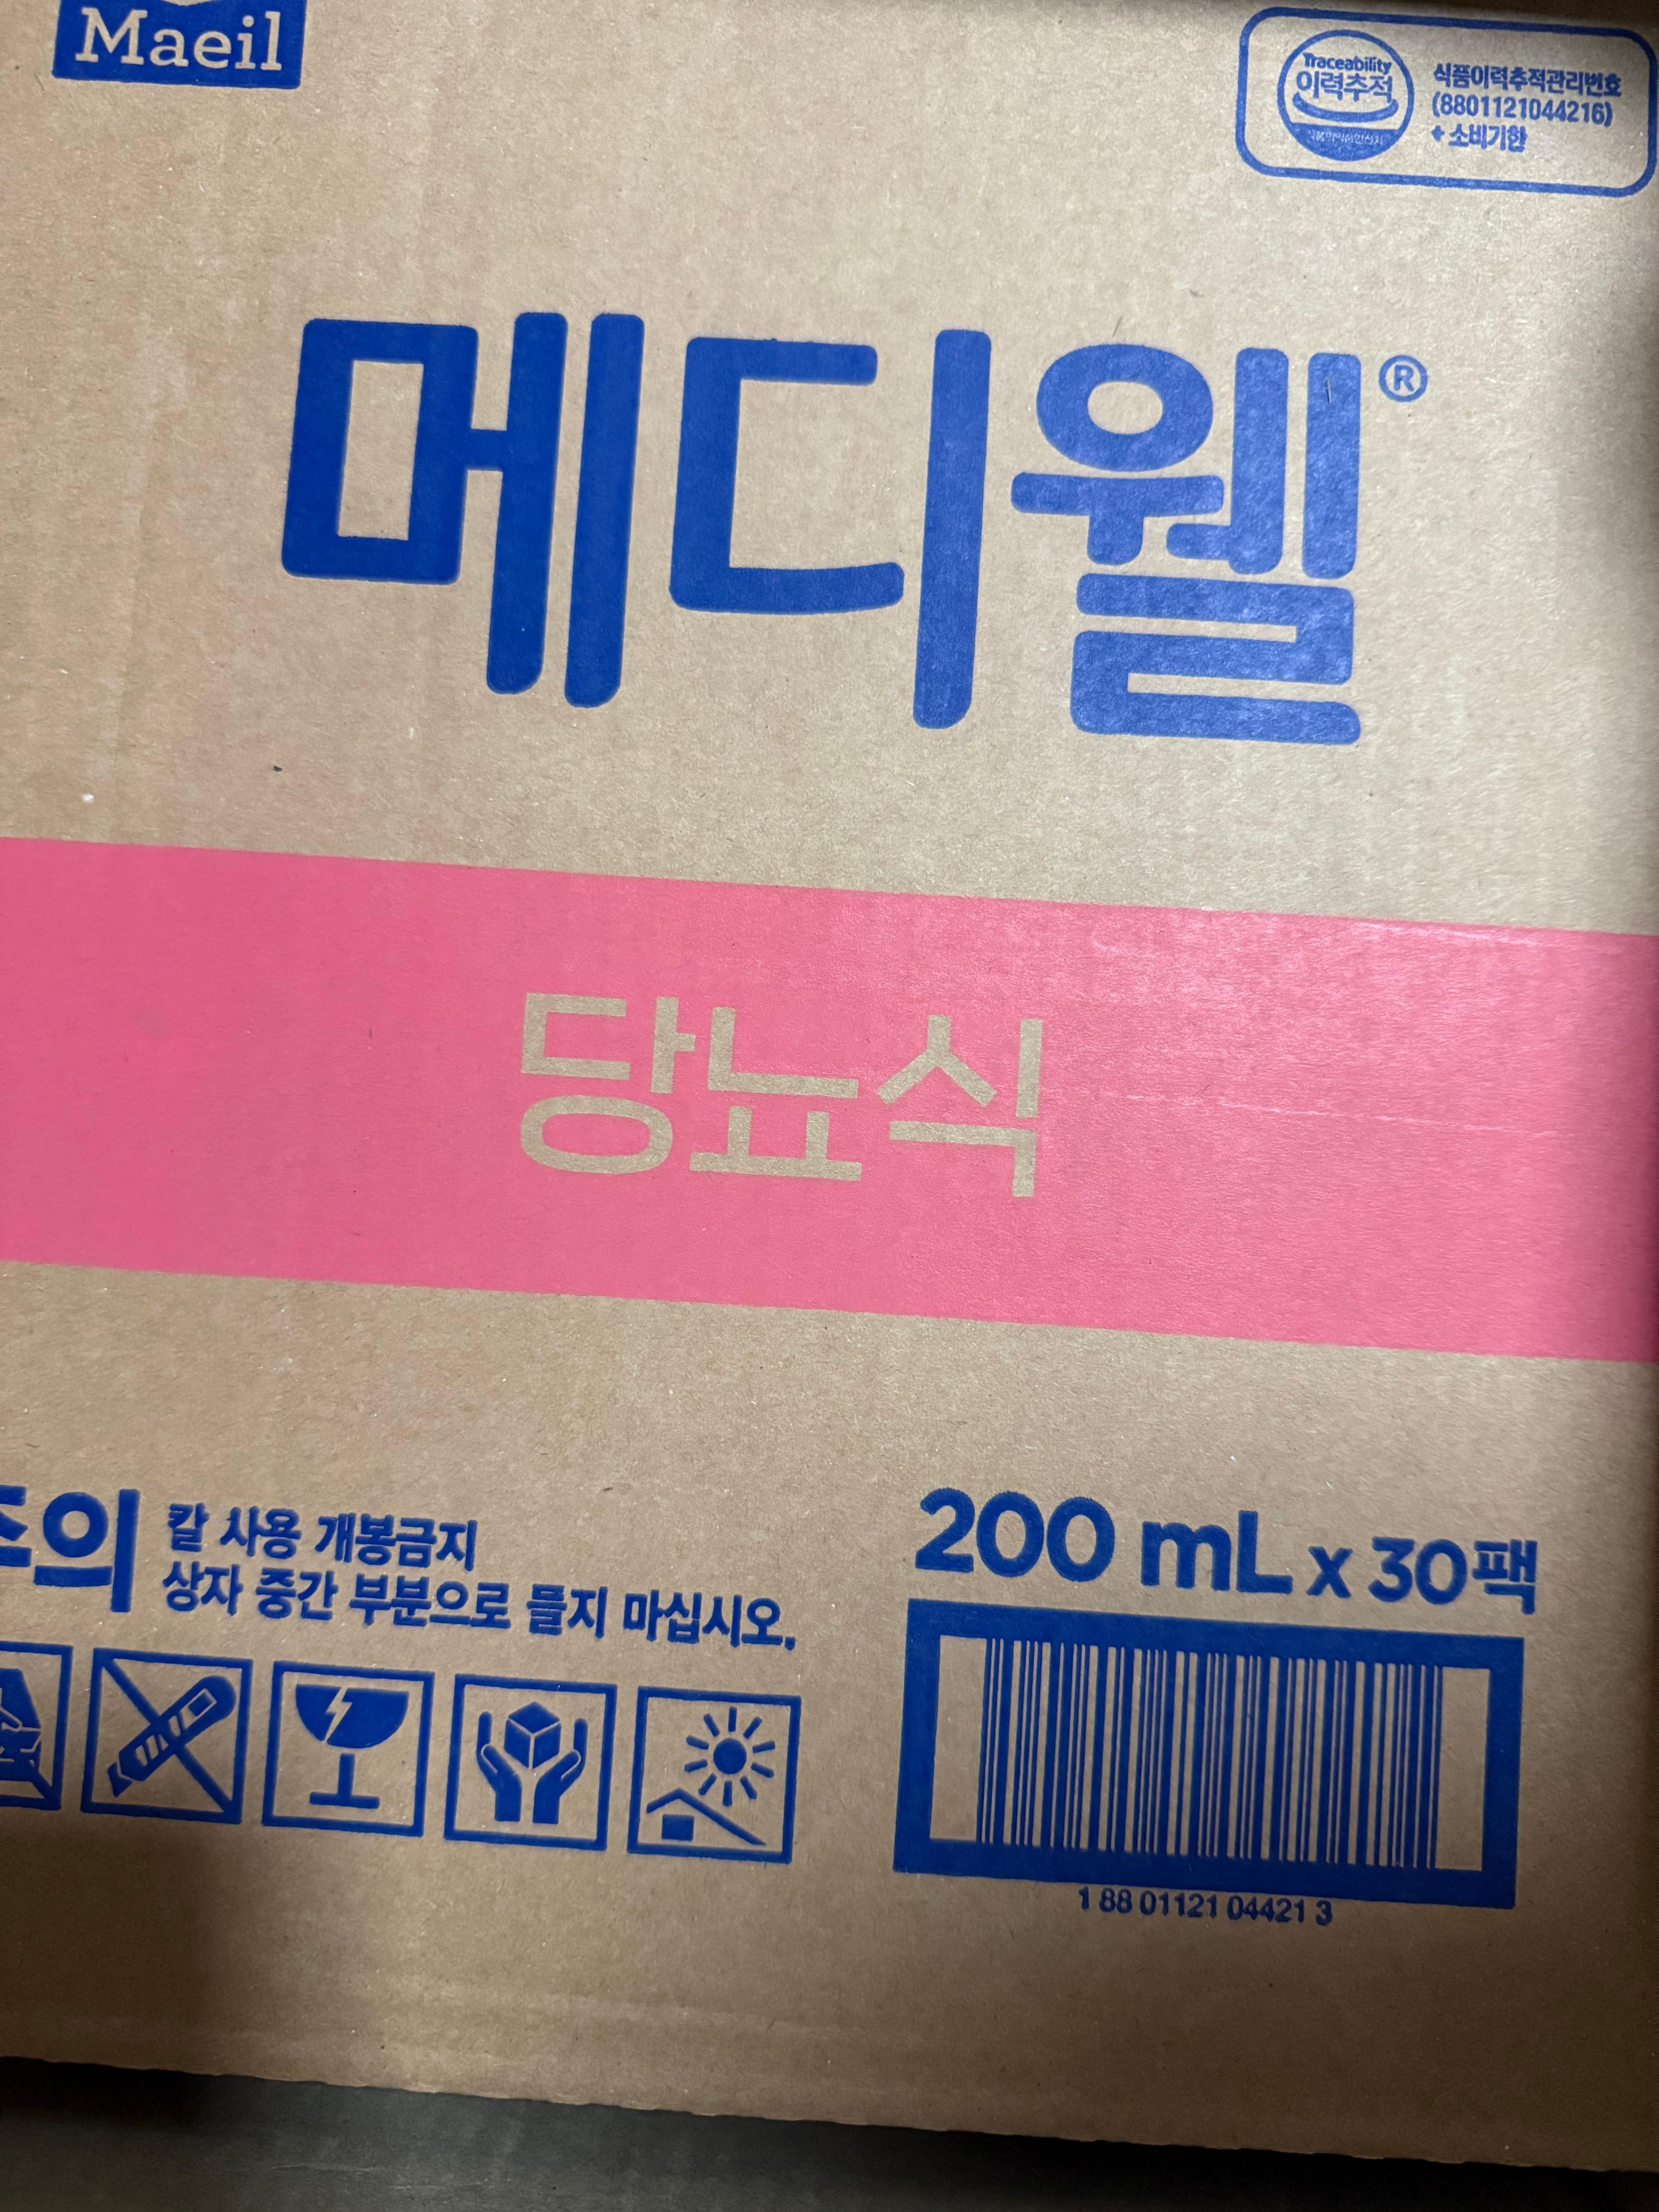 Maeil
Traceability
이력추적
식품이력추적관리번호
(8801121044216)
+ 소비기한
메디웰®
당뇨식
주의
칼 사용 개봉금지
상자 중간 부분으로 들지 마십시오.
200 mL x 30팩
1 88 01121 04421 3